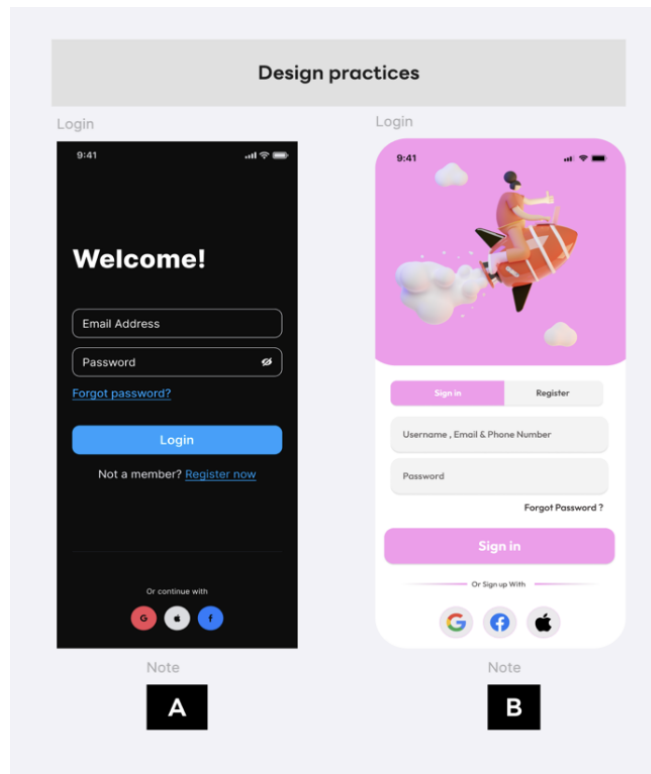 Design practices
Login
9:41
Welcome!
Email Address
Password
Forgot password?
Login
Not a member? Register now
Or continue with
G
f
Note
A
Login
9:41
Sign in
Register
Username , Email & Phone Number
Password
Forgot Password ?
Sign in
Or Sign up With
G
f
Note
B